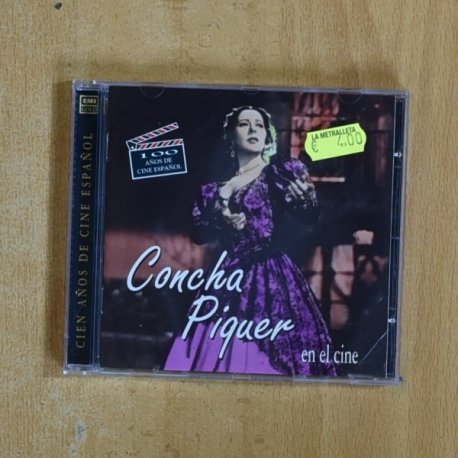 EMI
CIEN AÑOS DE CINE ESPAÑOL
100
AÑOS DE
CINE ESPAÑOL
LA METRALLETA
€ 4.00
Concha
Piquer
en el cine